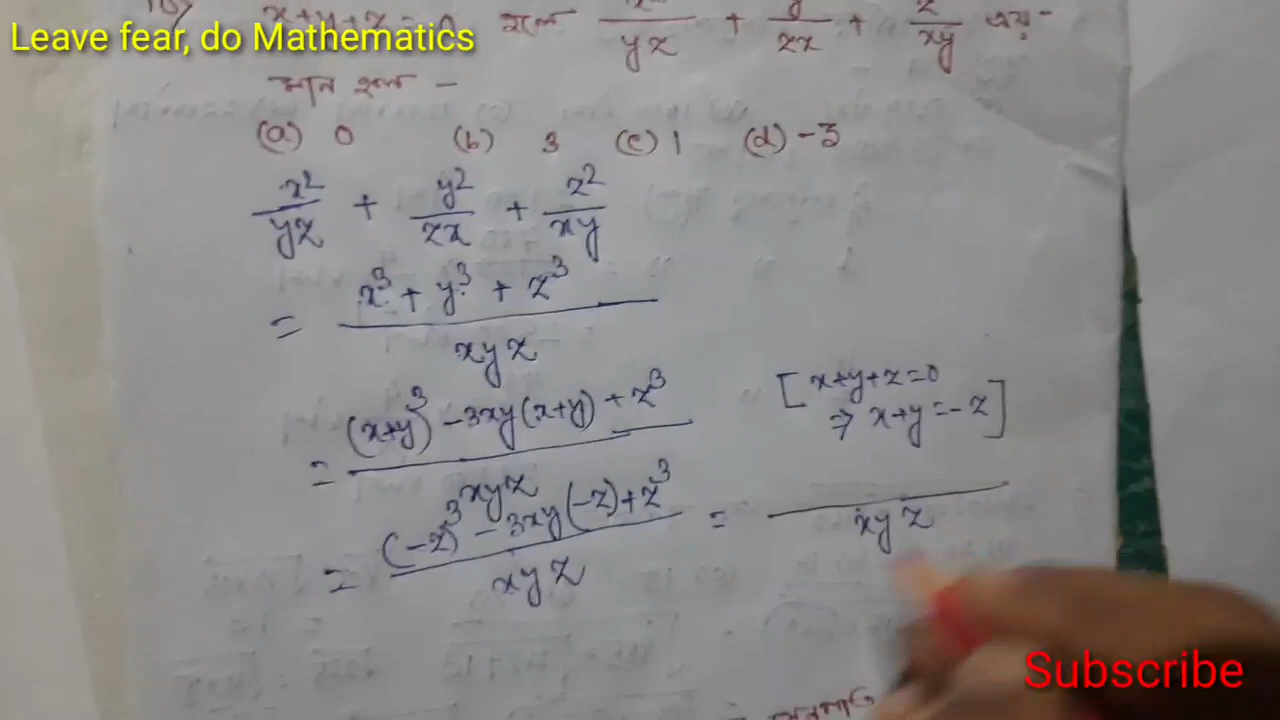 Leave fear, do Mathematics
x+y+z=0 হলে x²/yz + y²/zx + z²/xy এর
মান হল -
(a) 0 (b) 3 (c) 1 (d) -3
x²/yz + y²/zx + z²/xy
= x³ + y³ + z³ / xyz
= (x+y)³ - 3xy(x+y) + z³ / xyz [x+y+z=0
⇒ x+y=-z]
= (-z)³ - 3xy(-z) + z³ / xyz = / xyz
Subscribe